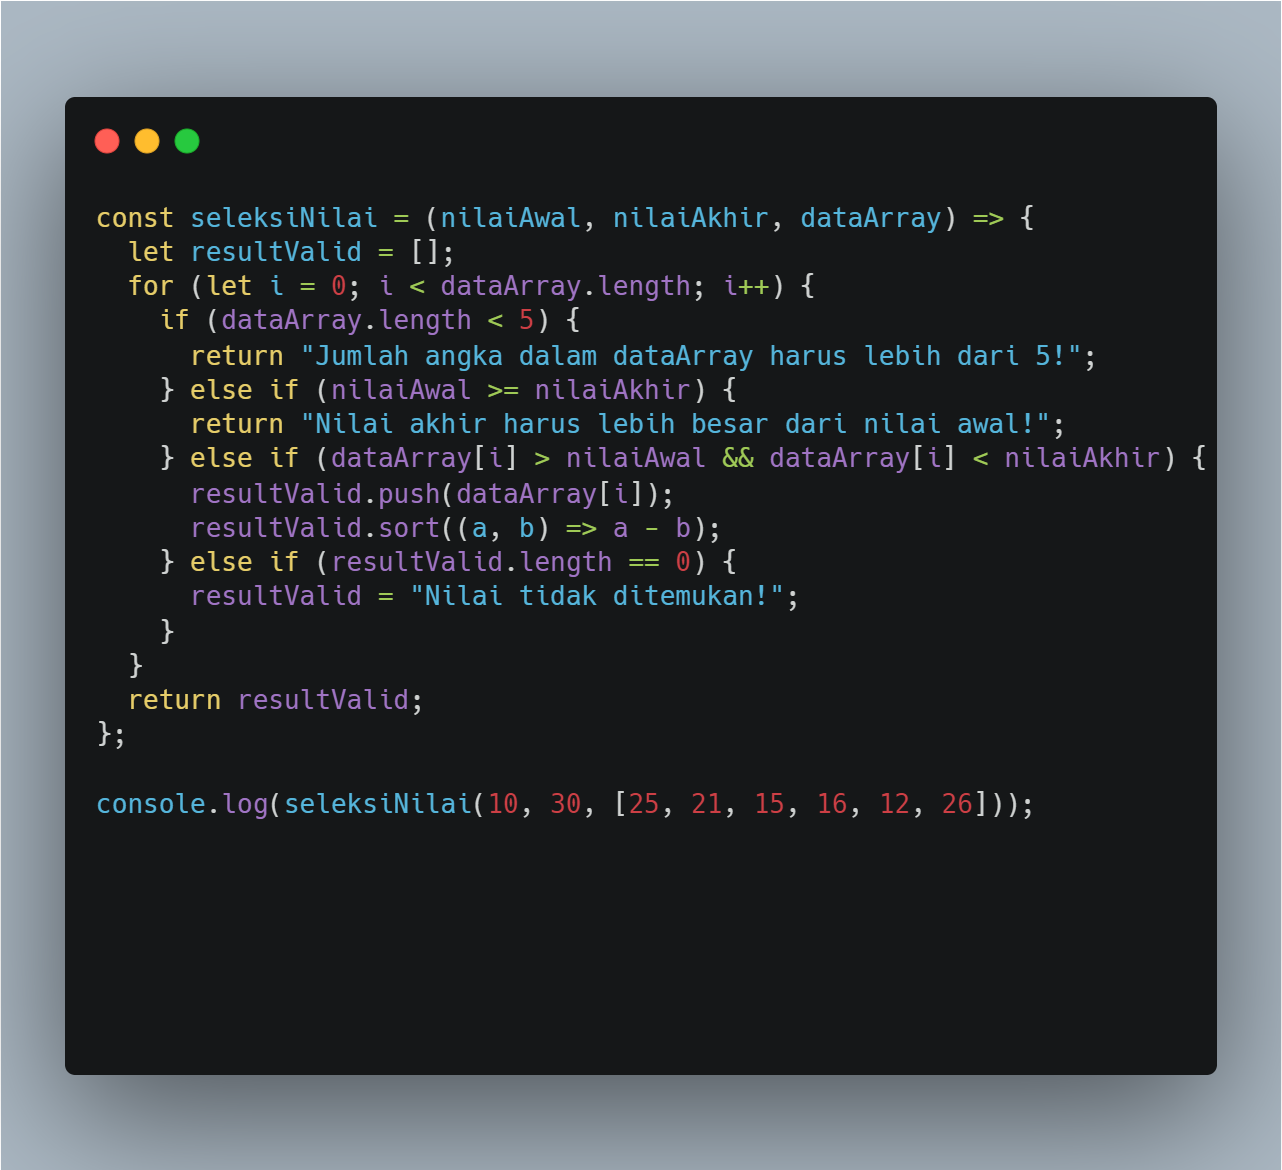 const seleksiNilai = (nilaiAwal, nilaiAkhir, dataArray) => {
  let resultValid = [];
  for (let i = 0; i < dataArray.length; i++) {
    if (dataArray.length < 5) {
      return "Jumlah angka dalam dataArray harus lebih dari 5!";
    } else if (nilaiAwal >= nilaiAkhir) {
      return "Nilai akhir harus lebih besar dari nilai awal!";
    } else if (dataArray[i] > nilaiAwal && dataArray[i] < nilaiAkhir) {
      resultValid.push(dataArray[i]);
      resultValid.sort((a, b) => a - b);
    } else if (resultValid.length == 0) {
      resultValid = "Nilai tidak ditemukan!";
    }
  }
  return resultValid;
};

console.log(seleksiNilai(10, 30, [25, 21, 15, 16, 12, 26]));